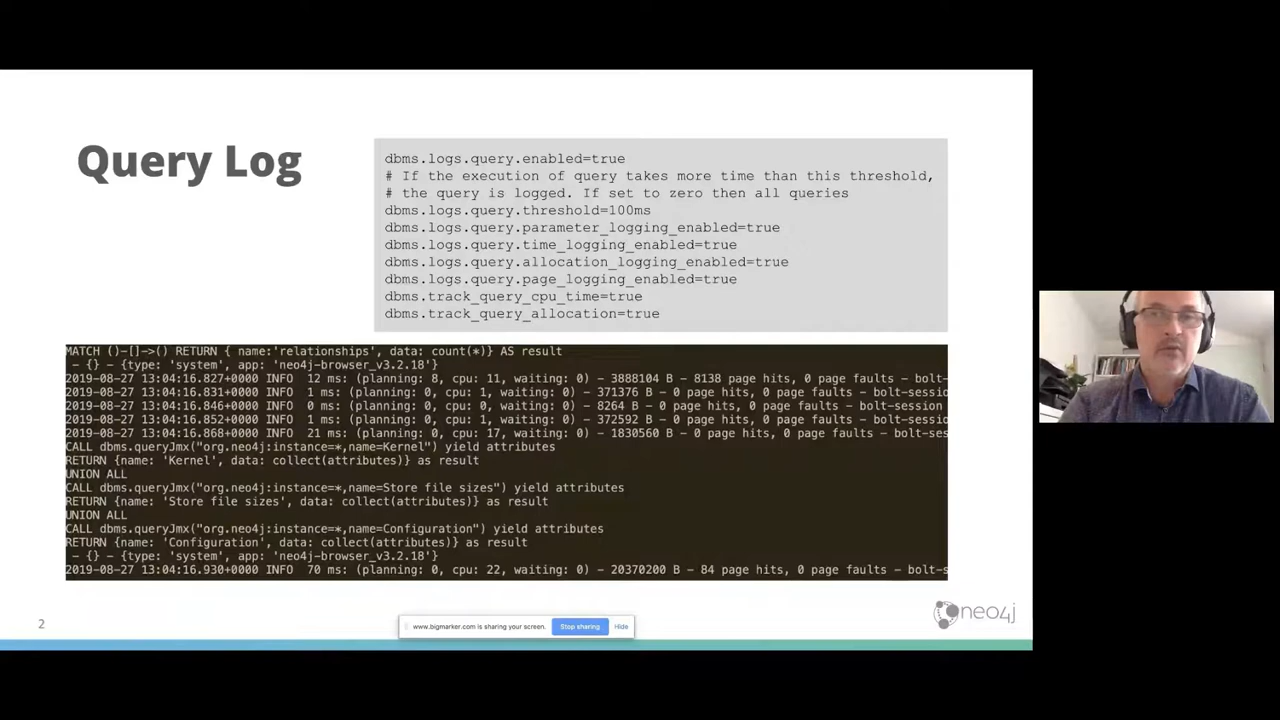 Query Log
dbms.logs.query.enabled=true
# If the execution of query takes more time than this threshold,
# the query is logged. If set to zero then all queries
dbms.logs.query.threshold=100ms
dbms.logs.query.parameter_logging_enabled=true
dbms.logs.query.time_logging_enabled=true
dbms.logs.query.allocation_logging_enabled=true
dbms.logs.query.page_logging_enabled=true
dbms.track_query_cpu_time=true
dbms.track_query_allocation=true
MATCH ()-[]->() RETURN { name:'relationships', data: count(*)} AS result
- {} - {type: 'system', app: 'neo4j-browser_v3.2.18'}
2019-08-27 13:04:16.827+0000 INFO 12 ms: (planning: 8, cpu: 11, waiting: 0) - 3888104 B - 8138 page hits, 0 page faults - bolt-sessio
2019-08-27 13:04:16.831+0000 INFO 1 ms: (planning: 0, cpu: 1, waiting: 0) - 371376 B - 0 page hits, 0 page faults - bolt-session
2019-08-27 13:04:16.846+0000 INFO 0 ms: (planning: 0, cpu: 0, waiting: 0) - 8264 B - 0 page hits, 0 page faults - bolt-session
2019-08-27 13:04:16.852+0000 INFO 1 ms: (planning: 0, cpu: 1, waiting: 0) - 372592 B - 0 page hits, 0 page faults - bolt-session
2019-08-27 13:04:16.868+0000 INFO 21 ms: (planning: 0, cpu: 17, waiting: 0) - 1830560 B - 0 page hits, 0 page faults - bolt-ses
CALL dbms.queryJmx("org.neo4j:instance=*,name=Kernel") yield attributes
RETURN {name: 'Kernel', data: collect(attributes)} as result
UNION ALL
CALL dbms.queryJmx("org.neo4j:instance=*,name=Store file sizes") yield attributes
RETURN {name: 'Store file sizes', data: collect(attributes)} as result
UNION ALL
CALL dbms.queryJmx("org.neo4j:instance=*,name=Configuration") yield attributes
RETURN {name: 'Configuration', data: collect(attributes)} as result
- {} - {type: 'system', app: 'neo4j-browser_v3.2.18'}
2019-08-27 13:04:16.930+0000 INFO 70 ms: (planning: 0, cpu: 22, waiting: 0) - 20370200 B - 84 page hits, 0 page faults - bolt-s
2
www.bigmarker.com is sharing your screen. Stop sharing Hide
neo4j